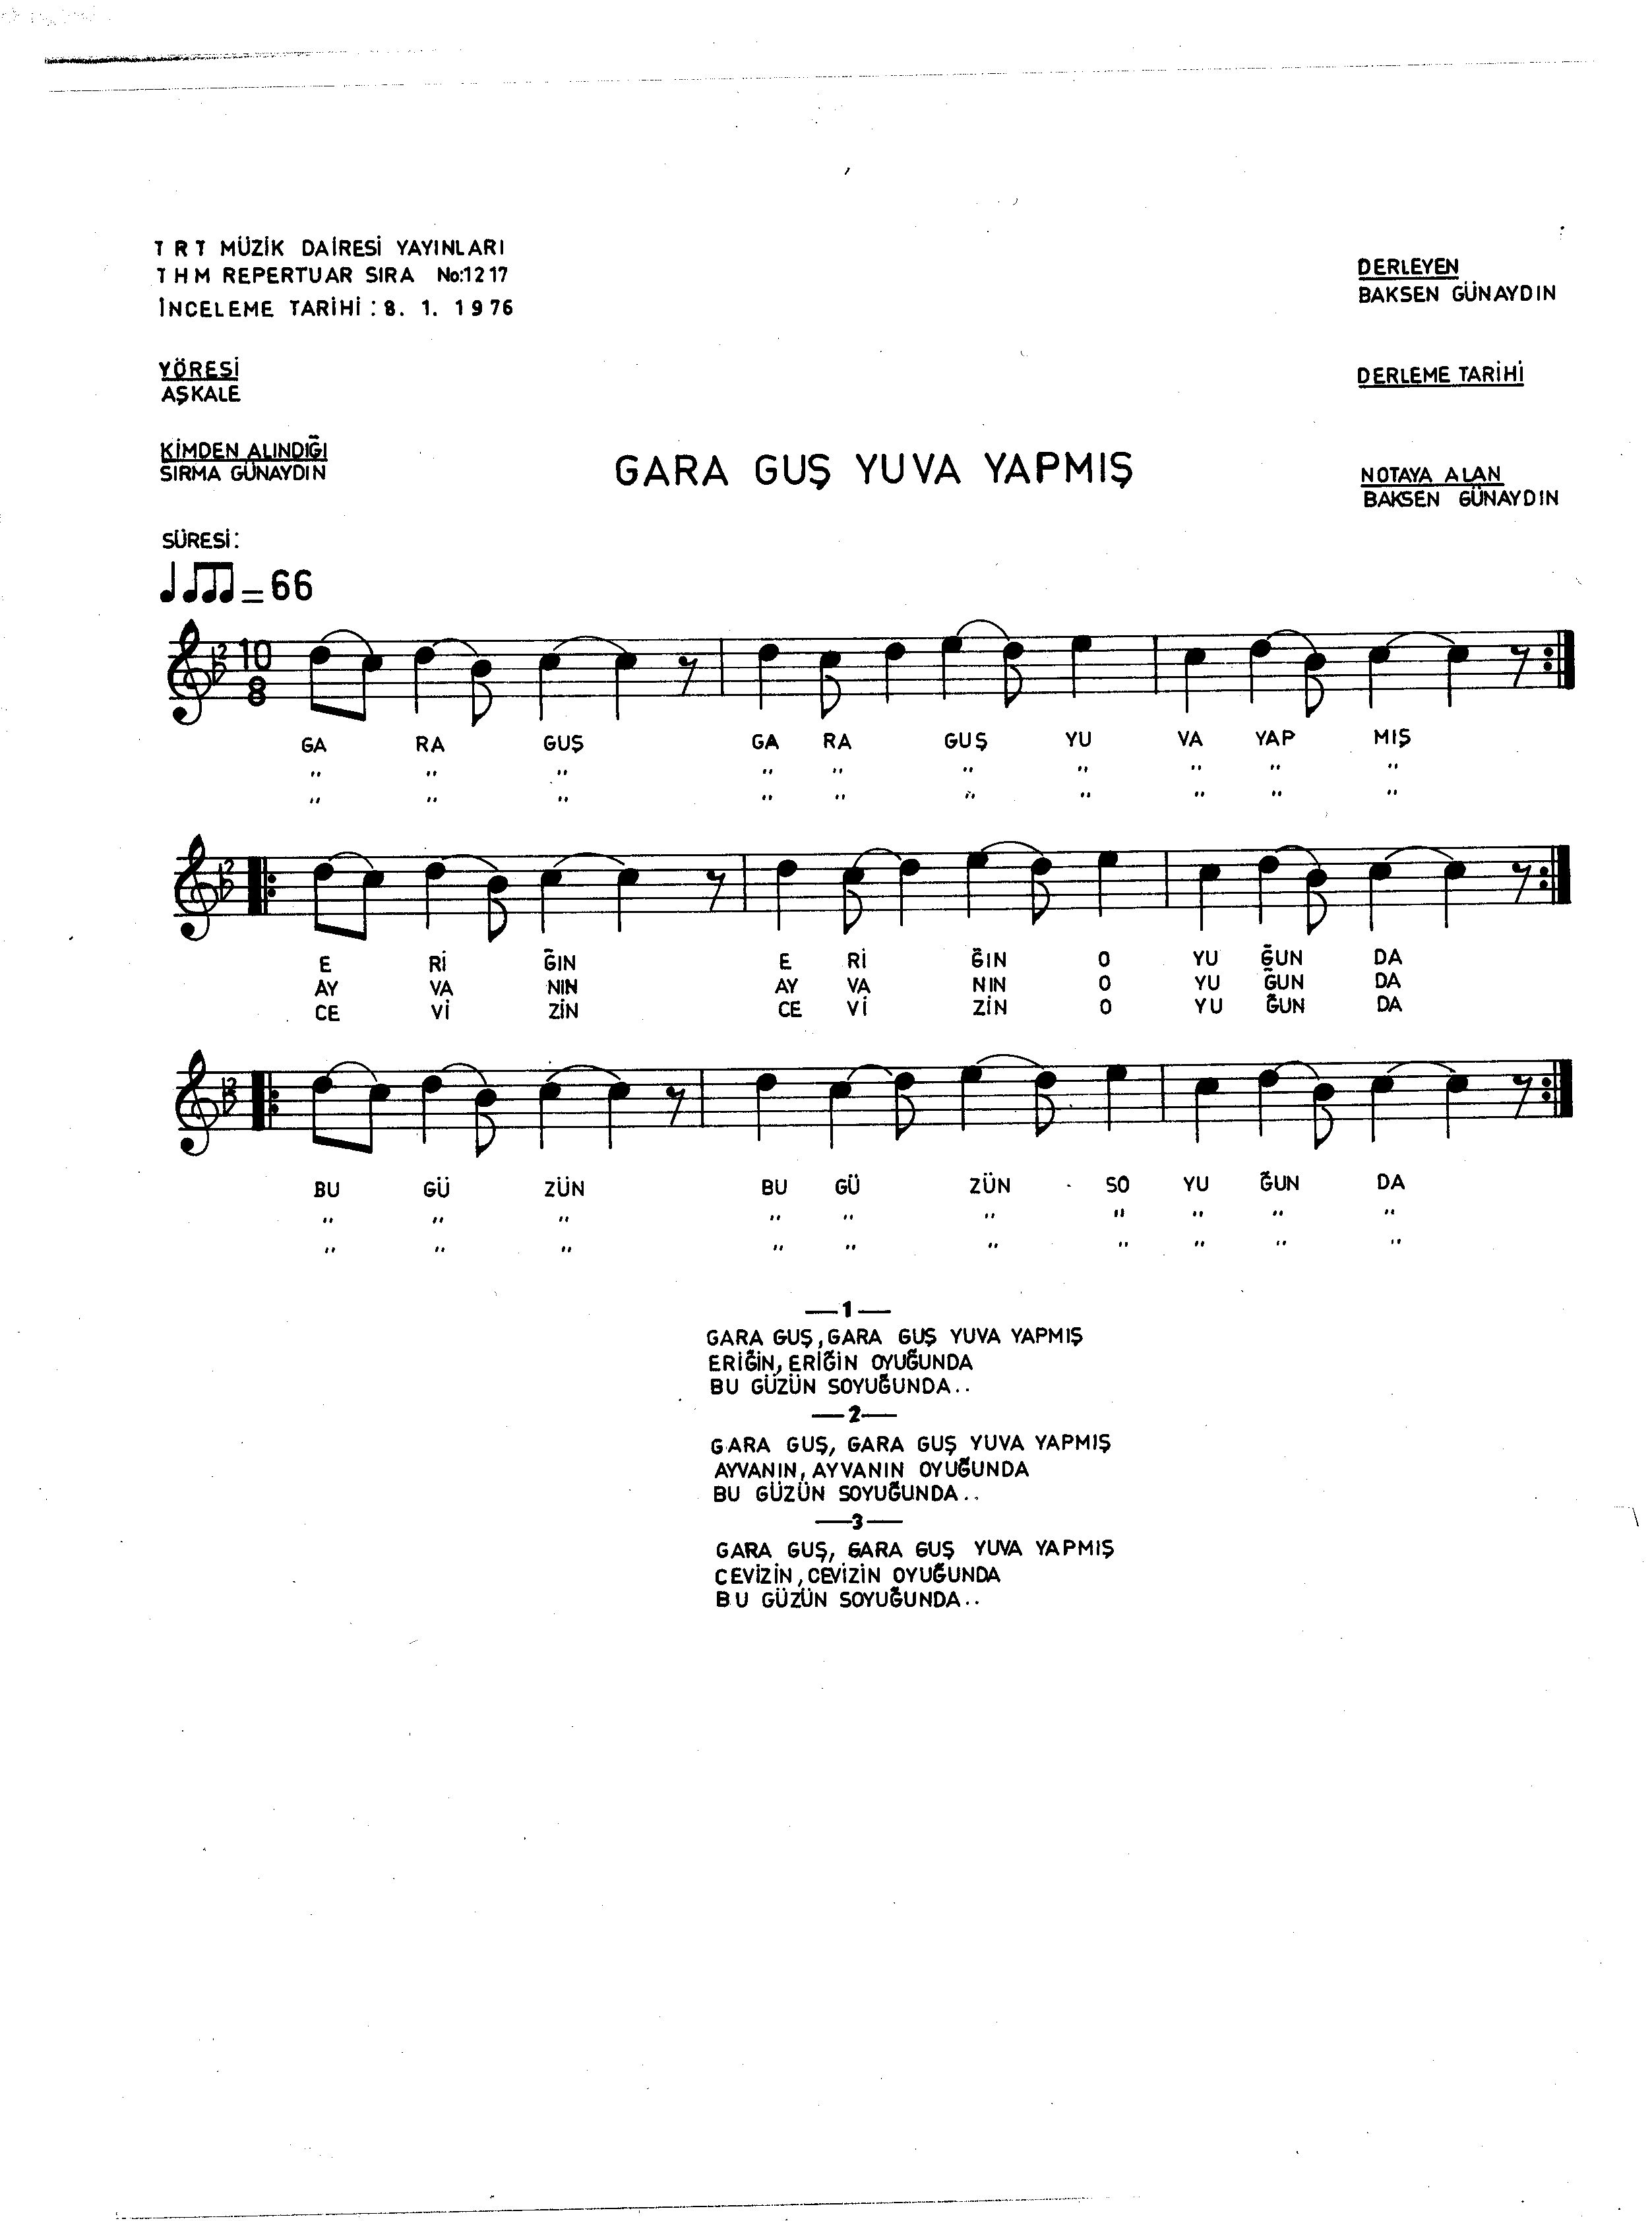 T R T MÜZİK DAİRESİ YAYINLARI
T H M REPERTUAR SIRA No:1217
İNCELEME TARİHİ : 8. 1. 1976
DERLEYEN
BAKSEN GÜNAYDIN
YÖRESİ
AŞKALE
DERLEME TARİHİ
KİMDEN ALINDIĞI
SIRMA GÜNAYDIN
GARA GUŞ YUVA YAPMIŞ
NOTAYA ALAN
BAKSEN GÜNAYDIN
SÜRESİ:
= 66
2 10 8
GA RA GUŞ GA RA GUŞ YU VA YAP MIŞ
" " " " " " " " " "
" " " " " " " " " "
2
E Rİ ĞIN E Rİ ĞIN O YU ĞUN DA
AY VA NIN AY VA NIN O YU ĞUN DA
CE Vİ ZİN CE Vİ ZİN O YU ĞUN DA
2
BU GÜ ZÜN BU GÜ ZÜN SO YU ĞUN DA
" " " " " " " " " "
" " " " " " " " " "
—1—
GARA GUŞ, GARA GUŞ YUVA YAPMIŞ
ERİĞİN, ERİĞİN OYUĞUNDA
BU GÜZÜN SOYUĞUNDA..
—2—
GARA GUŞ, GARA GUŞ YUVA YAPMIŞ
AYVANIN, AYVANIN OYUĞUNDA
BU GÜZÜN SOYUĞUNDA..
—3—
GARA GUŞ, GARA GUŞ YUVA YAPMIŞ
CEVİZİN, CEVİZİN OYUĞUNDA
BU GÜZÜN SOYUĞUNDA..